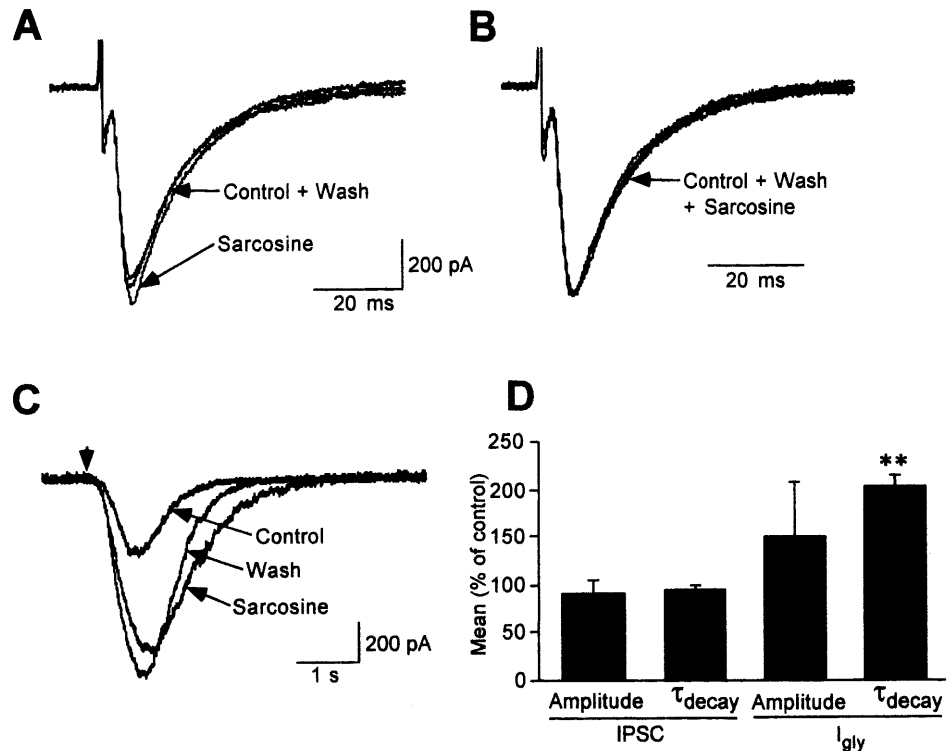 A
Control + Wash
Sarcosine
200 pA
20 ms
B
Control + Wash
+ Sarcosine
20 ms
C
Control
Wash
Sarcosine
200 pA
1 s
D
Mean (% of control)
250
200
150
100
50
0
**
Amplitude τdecay Amplitude τdecay
IPSC Igly